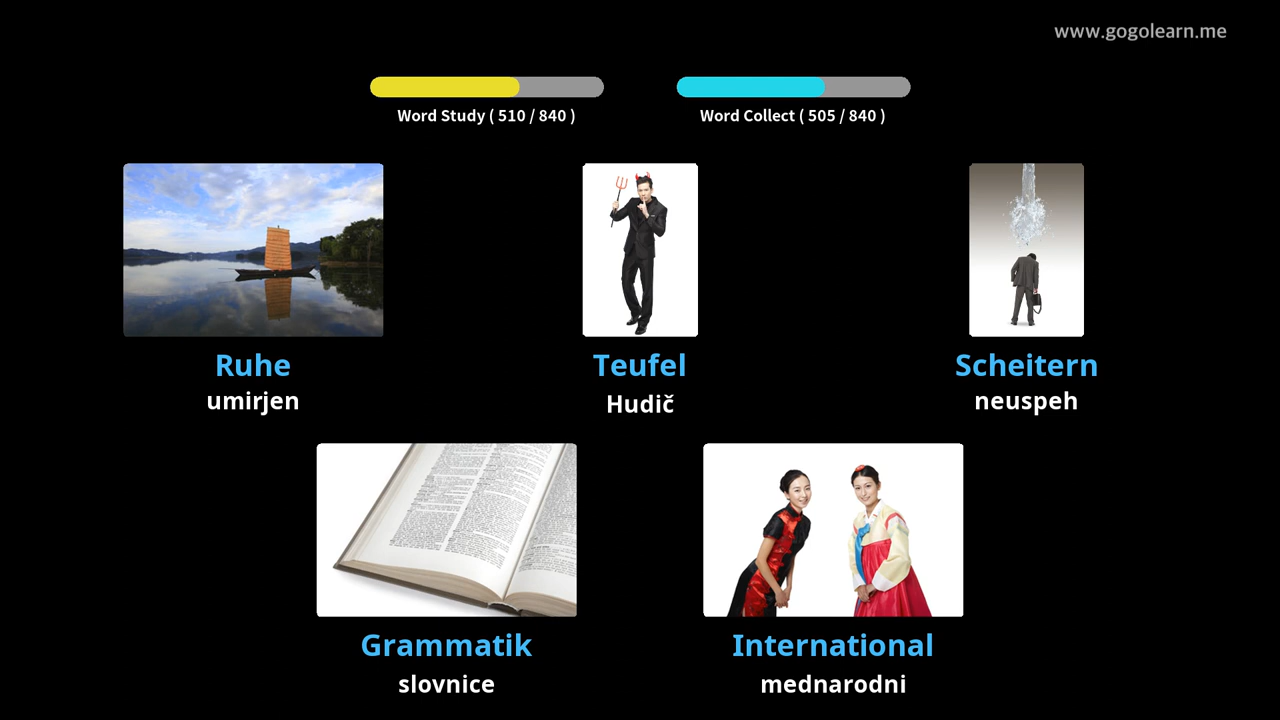 www.gogolearn.me
Word Study ( 510 / 840 )
Word Collect ( 505 / 840 )
Ruhe
umirjen
Teufel
Hudič
Scheitern
neuspeh
Grammatik
slovnice
International
mednarodni